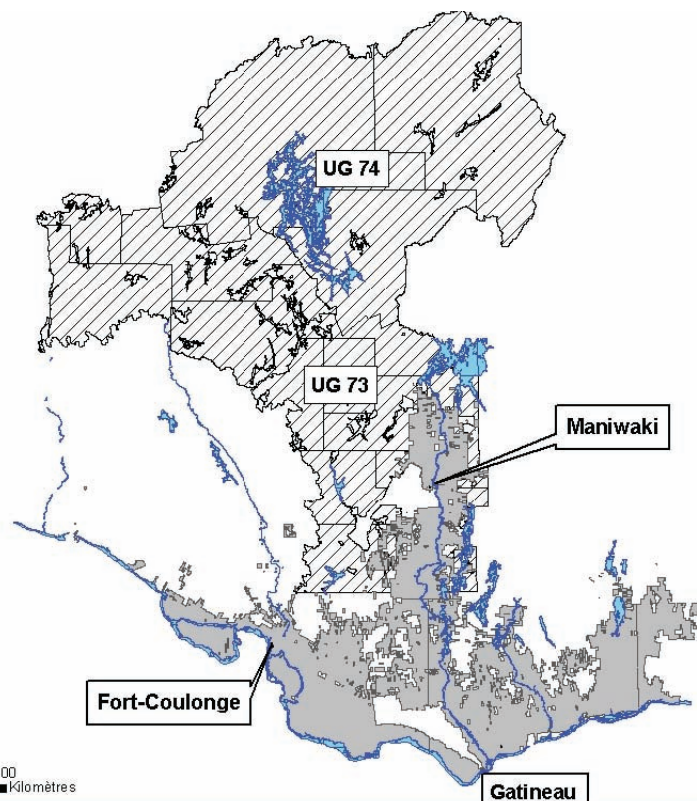 UG 74
UG 73
Maniwaki
Fort-Coulonge
00
Kilomètres
Gatineau